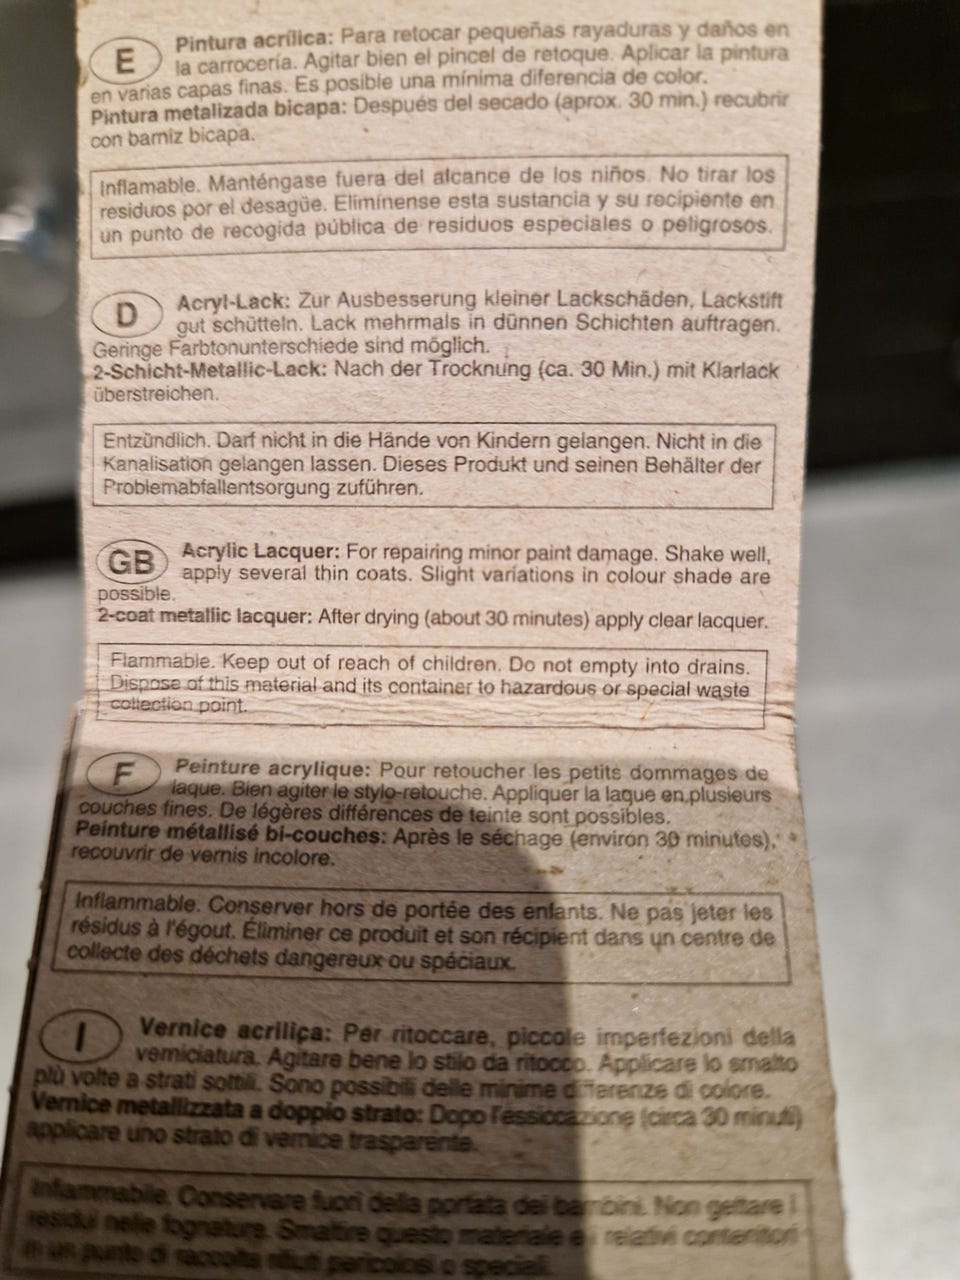 E
Pintura acrílica: Para retocar pequeñas rayaduras y daños en
la carrocería. Agitar bien el pincel de retoque. Aplicar la pintura
en varias capas finas. Es posible una mínima diferencia de color.
Pintura metalizada bicapa: Después del secado (aprox. 30 min.) recubrir
con barniz bicapa.
Inflamable. Manténgase fuera del alcance de los niños. No tirar los
residuos por el desagüe. Elimínense esta sustancia y su recipiente en
un punto de recogida pública de residuos especiales o peligrosos.
D
Acryl-Lack: Zur Ausbesserung kleiner Lackschäden, Lackstift
gut schütteln. Lack mehrmals in dünnen Schichten auftragen.
Geringe Farbtonunterschiede sind möglich.
2-Schicht-Metallic-Lack: Nach der Trocknung (ca. 30 Min.) mit Klarlack
überstreichen.
Entzündlich. Darf nicht in die Hände von Kindern gelangen. Nicht in die
Kanalisation gelangen lassen. Dieses Produkt und seinen Behälter der
Problemabfallentsorgung zuführen.
GB
Acrylic Lacquer: For repairing minor paint damage. Shake well,
apply several thin coats. Slight variations in colour shade are
possible.
2-coat metallic lacquer: After drying (about 30 minutes) apply clear lacquer.
Flammable. Keep out of reach of children. Do not empty into drains.
Dispose of this material and its container to hazardous or special waste
collection point.
F
Peinture acrylique: Pour retoucher les petits dommages de
laque. Bien agiter le stylo-retouche. Appliquer la laque en plusieurs
couches fines. De légères différences de teinte sont possibles.
Peinture métallisé bi-couches: Après le séchage (environ 30 minutes),
recouvrir de vernis incolore.
Inflammable. Conserver hors de portée des enfants. Ne pas jeter les
résidus à l'égout. Éliminer ce produit et son récipient dans un centre de
collecte des déchets dangereux ou spéciaux.
I
Vernice acrilica: Per ritoccare, piccole imperfezioni della
verniciatura. Agitare bene lo stilo da ritocco. Applicare lo smalto
più volte a strati sottili. Sono possibili delle minime differenze di colore.
Vernice metallizzata a doppio strato: Dopo l'essiccazione (circa 30 minuti)
applicare uno strato di vernice trasparente.
Infiammabile. Conservare fuori della portata dei bambini. Non gettare i
residui nelle fognature. Smaltire questo materiale e i relativi contenitori
in un punto di raccolta rifiuti pericolosi o speciali.